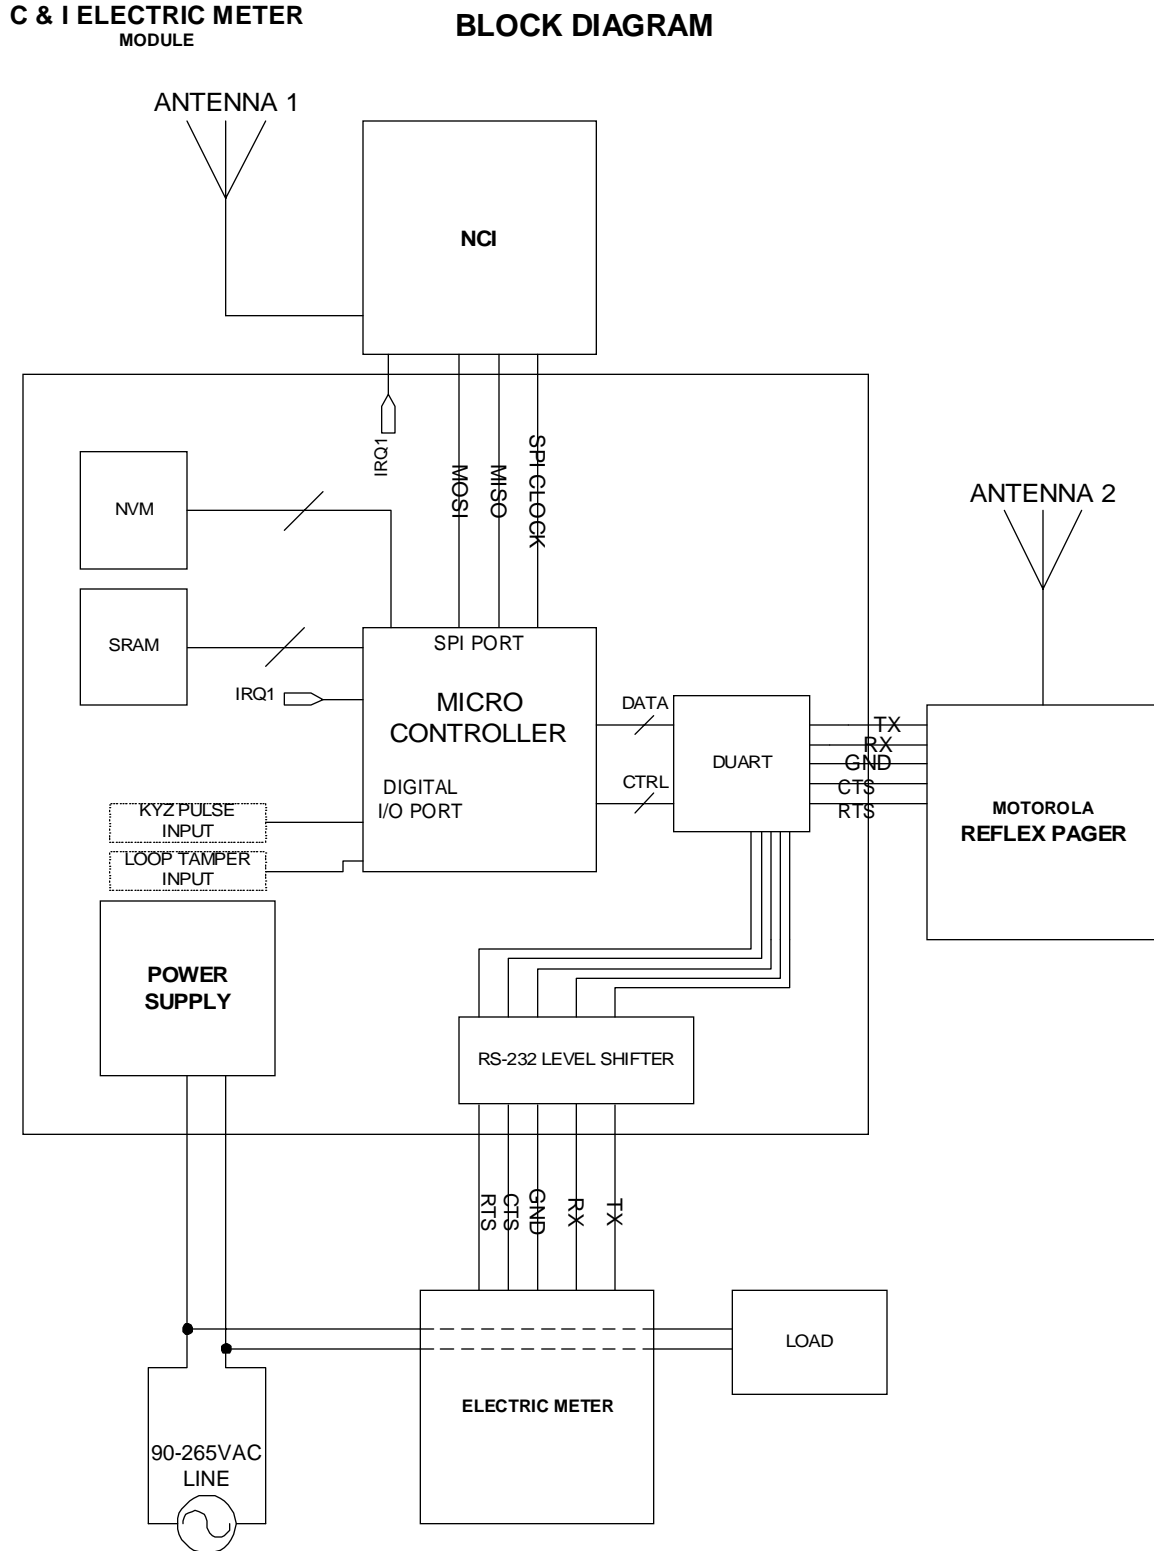 C & I ELECTRIC METER
MODULE
BLOCK DIAGRAM
ANTENNA 1
NCI
IRQ1
MOSI
MISO
SPI CLOCK
NVM
ANTENNA 2
SRAM
SPI PORT
IRQ1
MICRO
CONTROLLER
DATA
DUART
TX
RX
GND
CTS
RTS
CTRL
DIGITAL
I/O PORT
MOTOROLA
REFLEX PAGER
KYZ PULSE
INPUT
LOOP TAMPER
INPUT
POWER
SUPPLY
RS-232 LEVEL SHIFTER
RTS
CTS
GND
RX
TX
LOAD
ELECTRIC METER
90-265VAC
LINE